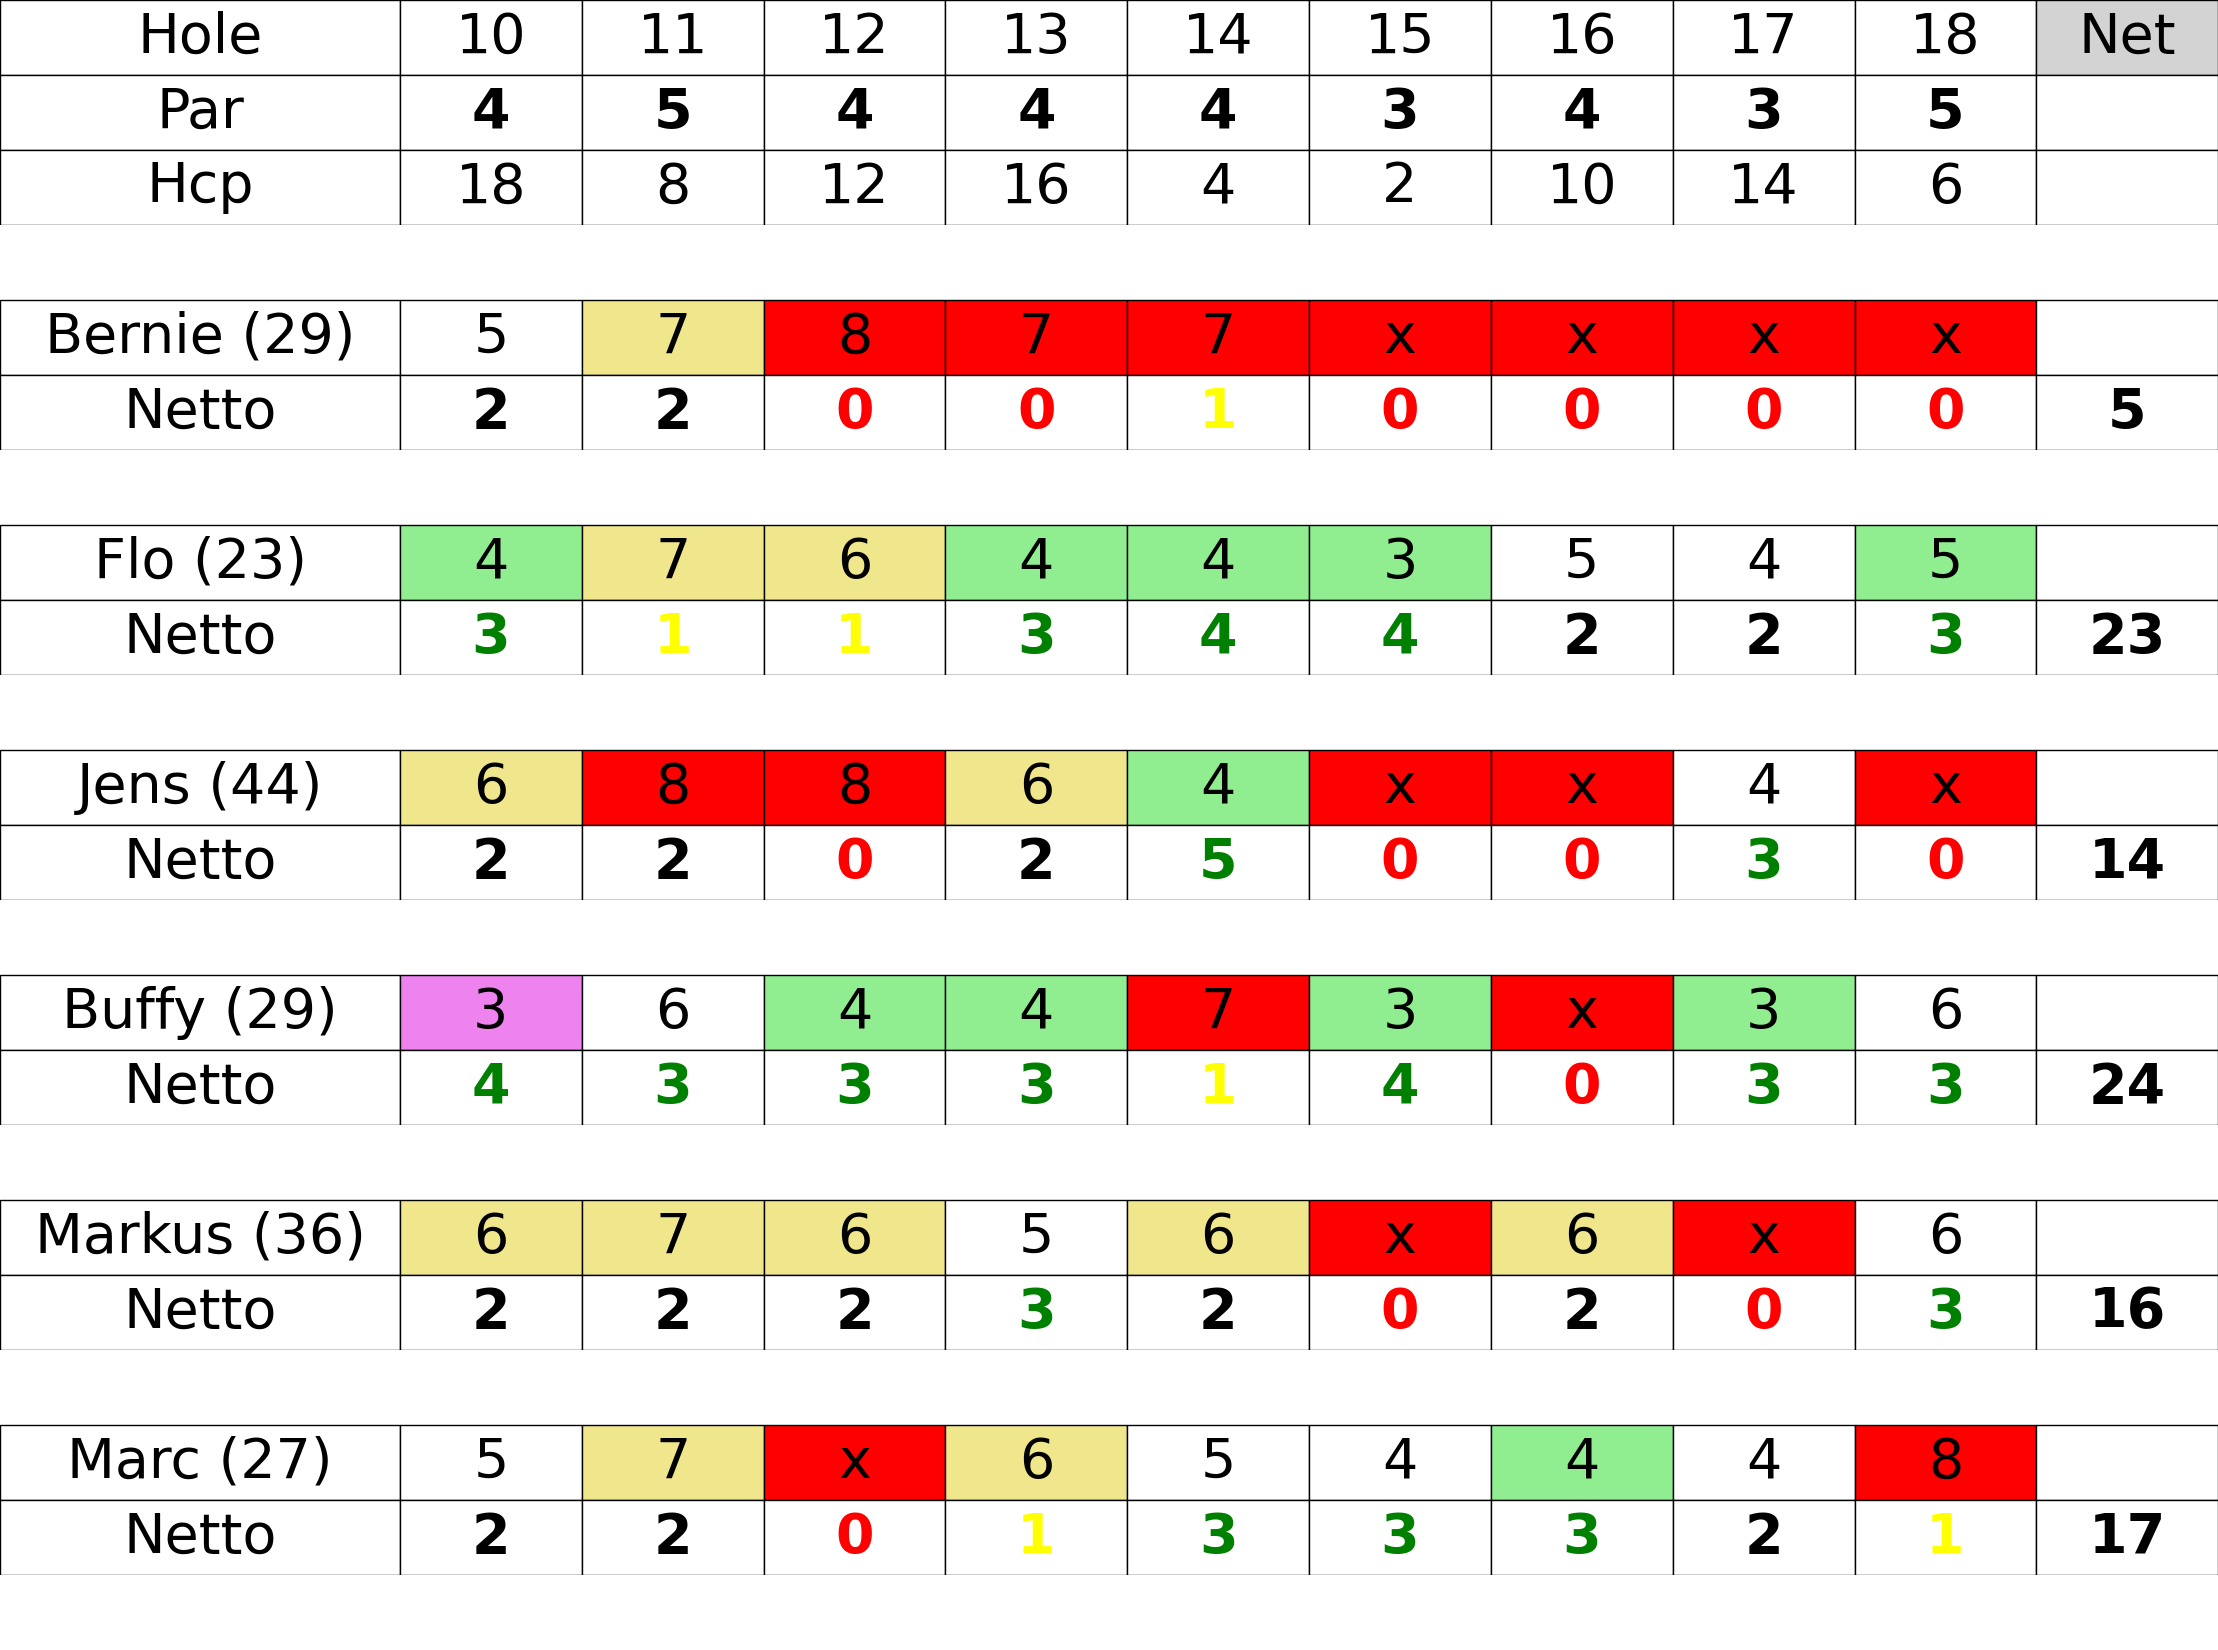 Hole 10 11 12 13 14 15 16 17 18 Net
Par 4 5 4 4 4 3 4 3 5
Hcp 18 8 12 16 4 2 10 14 6
Bernie (29) 5 7 8 7 7 x x x x
Netto 2 2 0 0 1 0 0 0 0 5
Flo (23) 4 7 6 4 4 3 5 4 5
Netto 3 1 1 3 4 4 2 2 3 23
Jens (44) 6 8 8 6 4 x x 4 x
Netto 2 2 0 2 5 0 0 3 0 14
Buffy (29) 3 6 4 4 7 3 x 3 6
Netto 4 3 3 3 1 4 0 3 3 24
Markus (36) 6 7 6 5 6 x 6 x 6
Netto 2 2 2 3 2 0 2 0 3 16
Marc (27) 5 7 x 6 5 4 4 4 8
Netto 2 2 0 1 3 3 3 2 1 17